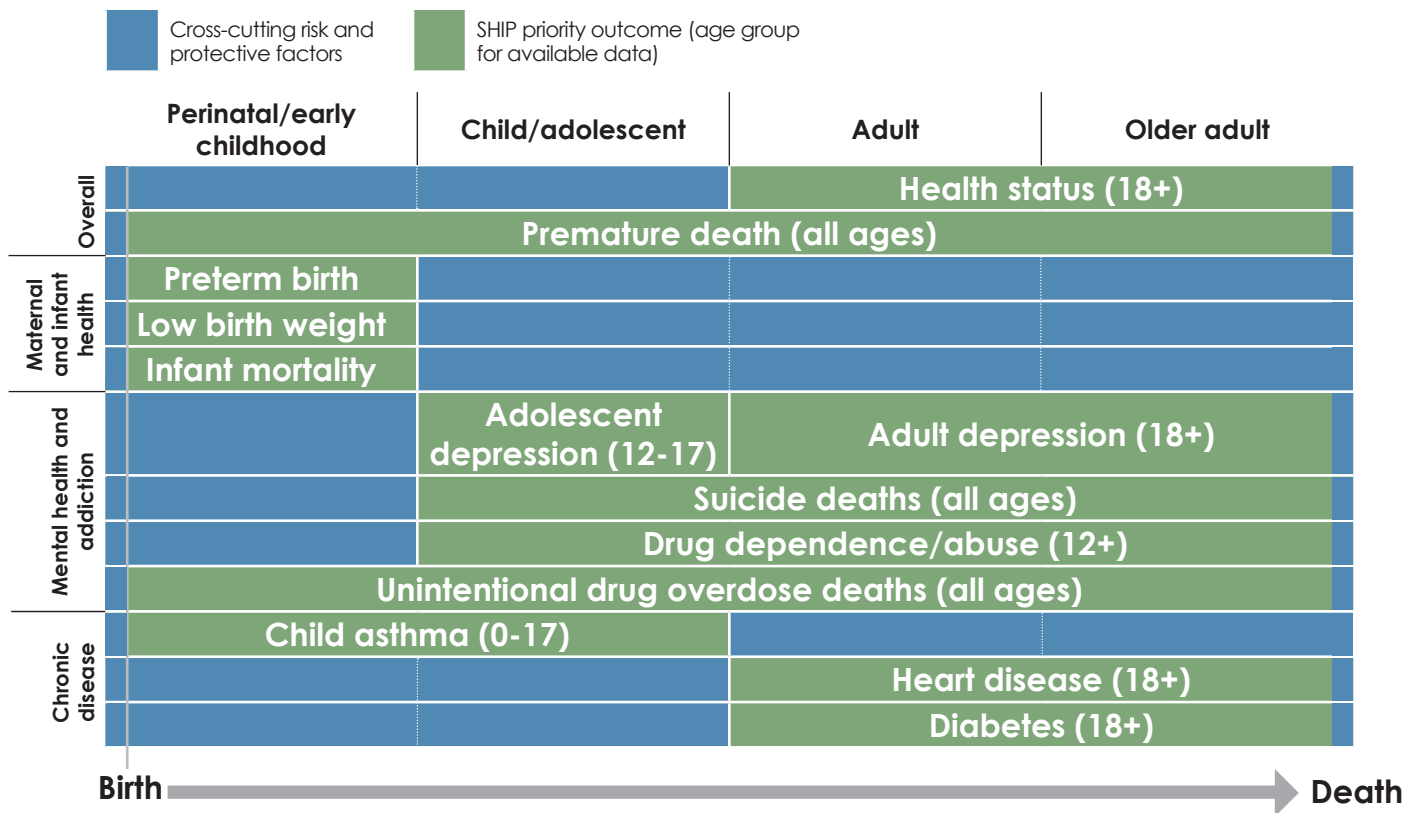 Cross-cutting risk and
protective factors
SHIP priority outcome (age group
for available data)
Perinatal/early
childhood
Child/adolescent
Adult
Older adult
Overall
Health status (18+)
Premature death (all ages)
Maternal
and infant
health
Preterm birth
Low birth weight
Infant mortality
Mental health and
addiction
Adolescent
depression (12-17)
Adult depression (18+)
Suicide deaths (all ages)
Drug dependence/abuse (12+)
Unintentional drug overdose deaths (all ages)
Chronic
disease
Child asthma (0-17)
Heart disease (18+)
Diabetes (18+)
Birth
Death